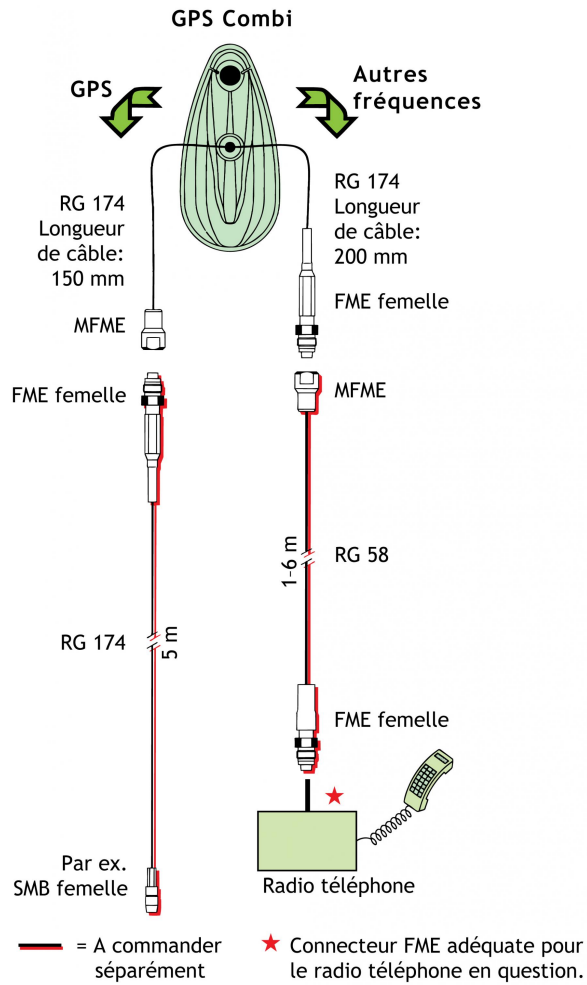 GPS Combi
GPS
Autres
fréquences
RG 174
Longueur
de câble:
150 mm
RG 174
Longueur
de câble:
200 mm
FME femelle
MFME
FME femelle
MFME
1-6 m
RG 58
RG 174
5 m
FME femelle
Par ex.
SMB femelle
Radio téléphone
= A commander
séparément
★ Connecteur FME adéquate pour
le radio téléphone en question.